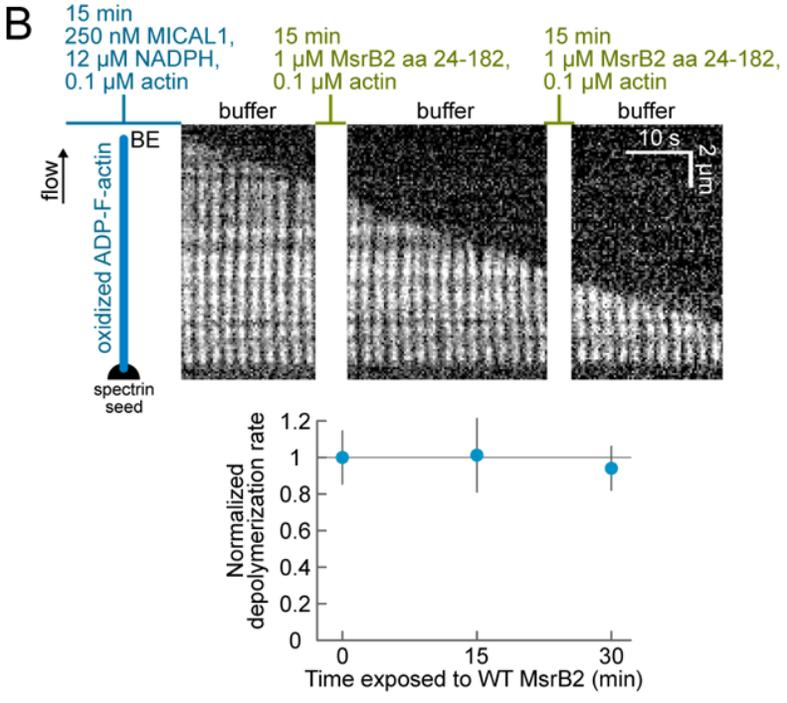 B
15 min
250 nM MICAL1,
12 µM NADPH,
0.1 µM actin
15 min
1 µM MsrB2 aa 24-182,
0.1 µM actin
15 min
1 µM MsrB2 aa 24-182,
0.1 µM actin
buffer
buffer
buffer
BE
flow
oxidized ADP-F-actin
10 s
2 µm
spectrin
seed
Normalized
depolymerization rate
1.2
1
0.8
0.6
0.4
0.2
0
0
15
30
Time exposed to WT MsrB2 (min)